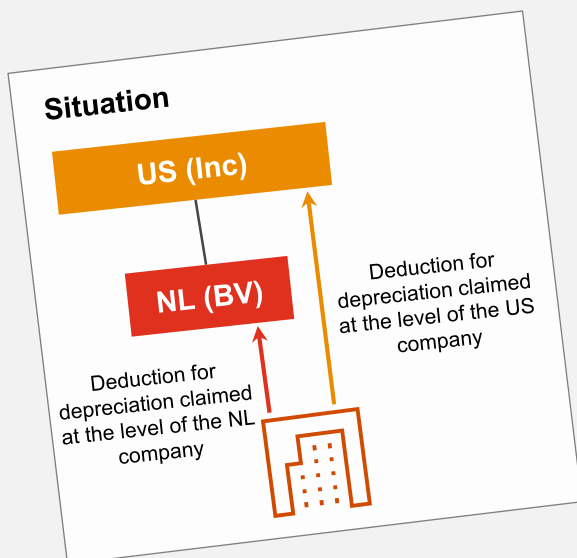 Situation
US (Inc)
NL (BV)
Deduction for
depreciation claimed
at the level of the US
company
Deduction for
depreciation claimed
at the level of the NL
company